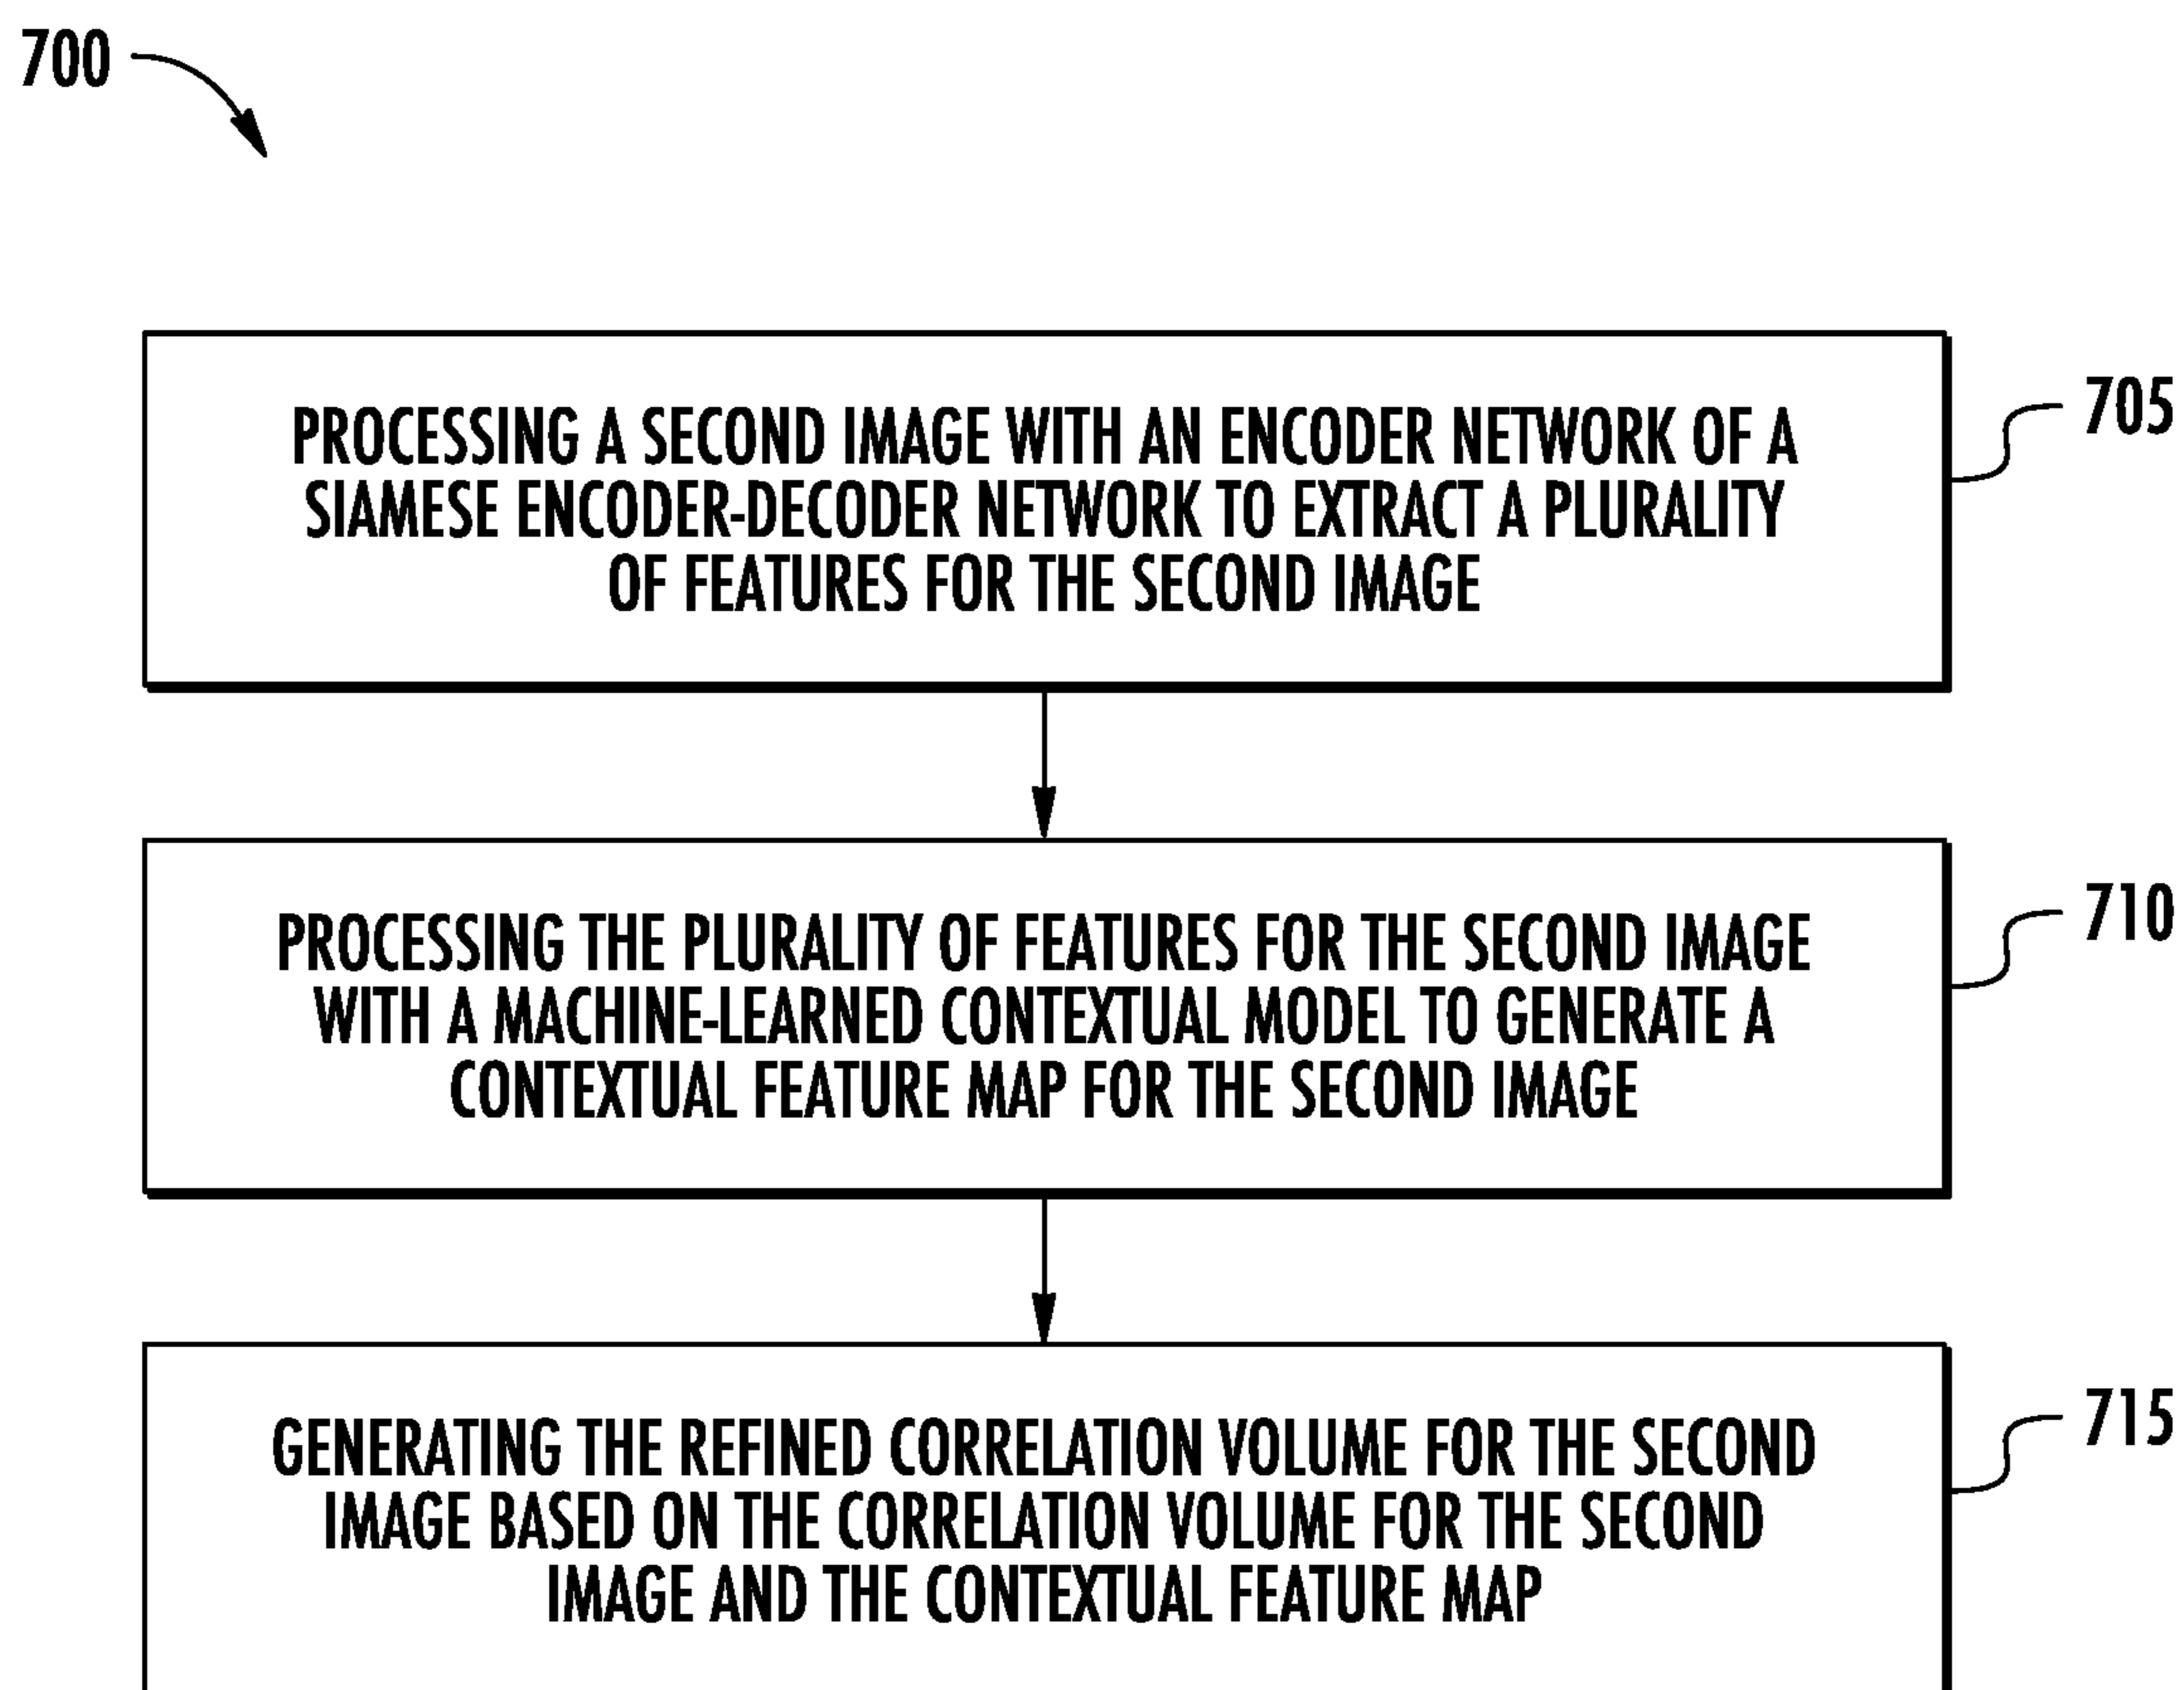 700
PROCESSING A SECOND IMAGE WITH AN ENCODER NETWORK OF A
SIAMESE ENCODER-DECODER NETWORK TO EXTRACT A PLURALITY
OF FEATURES FOR THE SECOND IMAGE
705
PROCESSING THE PLURALITY OF FEATURES FOR THE SECOND IMAGE
WITH A MACHINE-LEARNED CONTEXTUAL MODEL TO GENERATE A
CONTEXTUAL FEATURE MAP FOR THE SECOND IMAGE
710
GENERATING THE REFINED CORRELATION VOLUME FOR THE SECOND
IMAGE BASED ON THE CORRELATION VOLUME FOR THE SECOND
IMAGE AND THE CONTEXTUAL FEATURE MAP
715